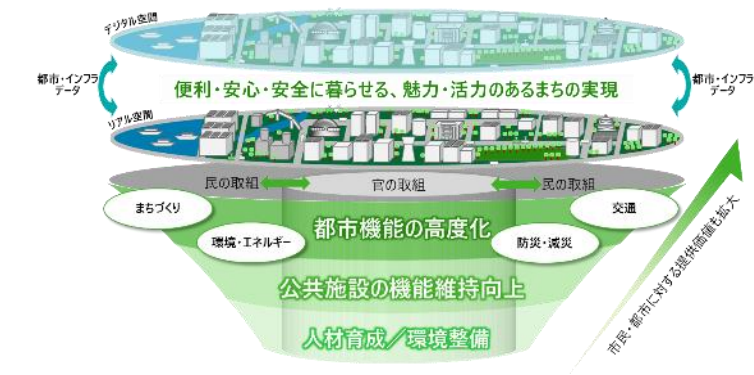 デジタル空間
都市・インフラ
データ
都市・インフラ
データ
便利・安心・安全に暮らせる、魅力・活力のあるまちの実現
リアル空間
民の取組
官の取組
民の取組
まちづくり
交通
環境・エネルギー
都市機能の高度化
防災・減災
公共施設の機能維持向上
人材育成／環境整備
市民・都市に対する提供価値も拡大